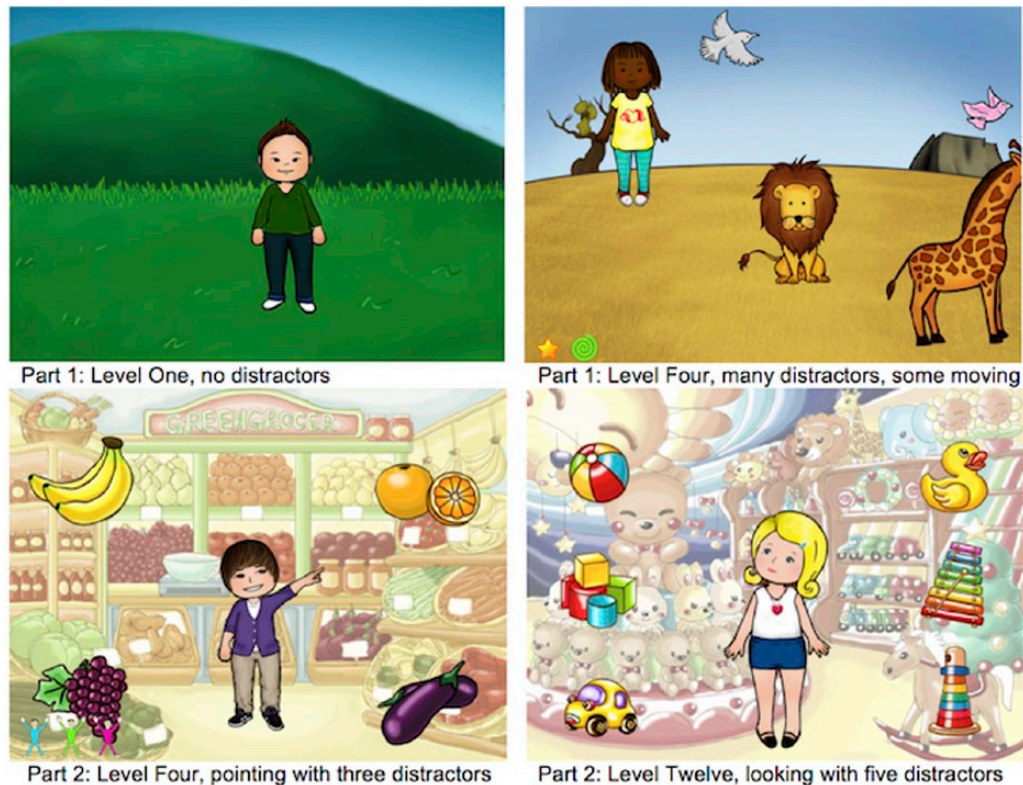 Part 1: Level One, no distractors
Part 1: Level Four, many distractors, some moving
GREENGROCER
Part 2: Level Four, pointing with three distractors
Part 2: Level Twelve, looking with five distractors